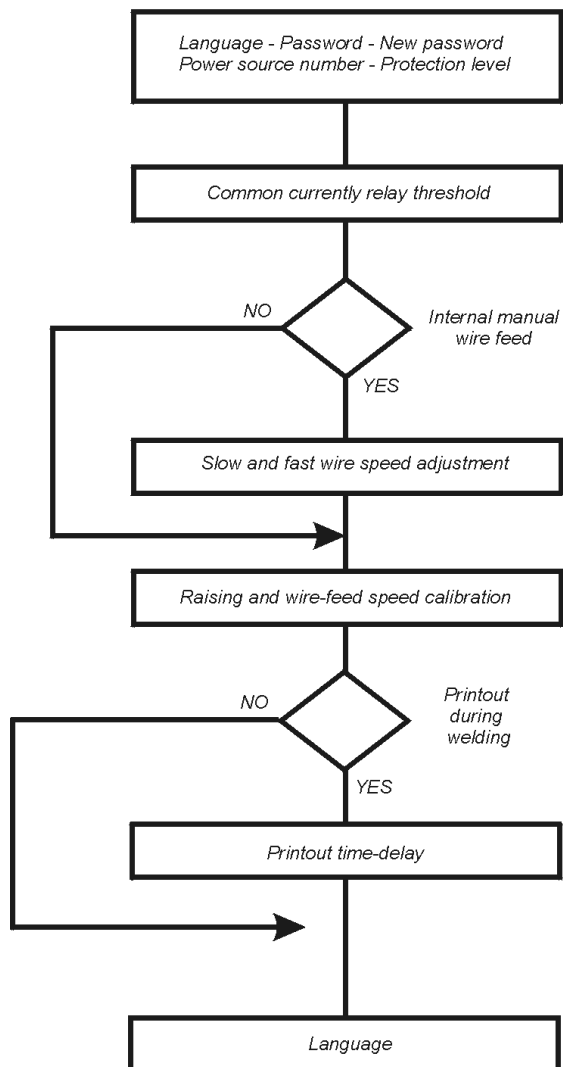 Language - Password - New password
Power source number - Protection level
Common currently relay threshold
NO
Internal manual
wire feed
YES
Slow and fast wire speed adjustment
Raising and wire-feed speed calibration
NO
Printout
during
welding
YES
Printout time-delay
Language